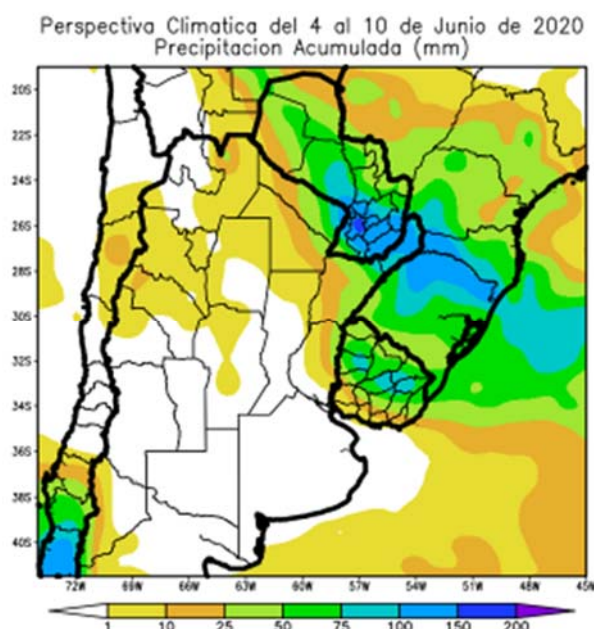 Perspectiva Climatica del 4 al 10 de Junio de 2020
Precipitacion Acumulada (mm)
20S
22S
24S
26S
28S
30S
32S
34S
36S
38S
40S
72W 69W 66W 63W 60W 57W 54W 51W 48W 45W
1 10 25 50 75 100 150 200